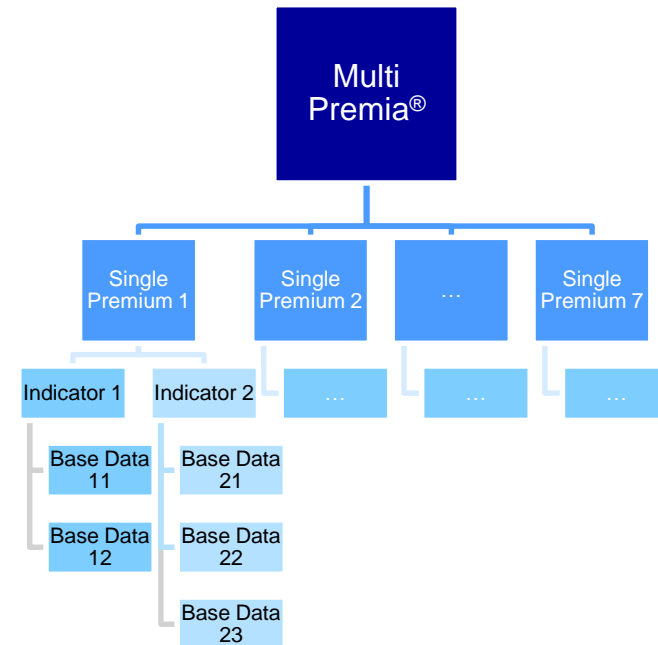 Multi
Premia®
Single
Premium 1
Single
Premium 2
...
Single
Premium 7
Indicator 1
Indicator 2
...
...
...
Base Data
11
Base Data
21
Base Data
12
Base Data
22
Base Data
23